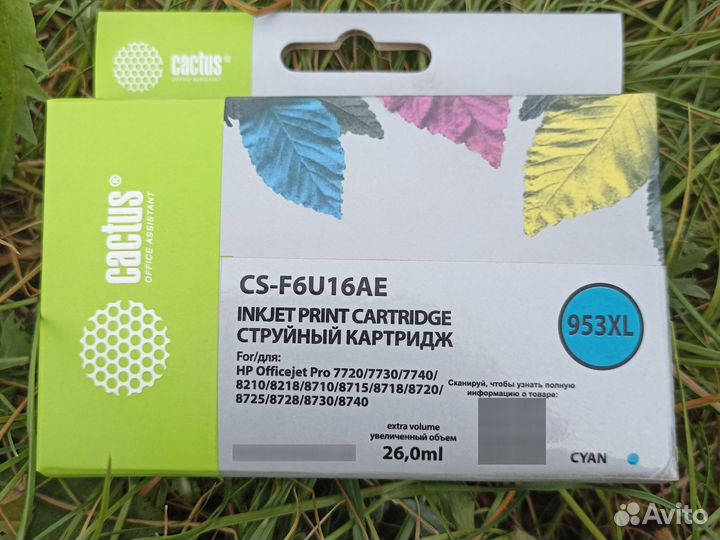 cactus®
OFFICE ASSISTANT
cactus®
OFFICE ASSISTANT
CS-F6U16AE
INKJET PRINT CARTRIDGE
СТРУЙНЫЙ КАРТРИДЖ
For/для:
HP Officejet Pro 7720/7730/7740/
8210/8218/8710/8715/8718/8720/
8725/8728/8730/8740
953XL
Сканируй, чтобы узнать полную
информацию о товаре:
extra volume
увеличенный объем
26,0ml
CYAN
Avito